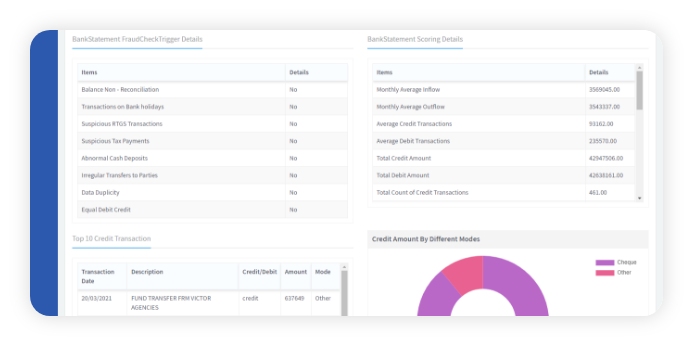 BankStatement FraudCheckTrigger Details
Items Details
Balance Non - Reconciliation No
Transactions on Bank holidays No
Suspicious RTGS Transactions No
Suspicious Tax Payments No
Abnormal Cash Deposits No
Irregular Transfers to Parties No
Data Duplicity No
Equal Debit Credit No
BankStatement Scoring Details
Items Details
Monthly Average Inflow 3569045.00
Monthly Average Outflow 3543337.00
Average Credit Transactions 93162.00
Average Debit Transactions 235570.00
Total Credit Amount 42947506.00
Total Debit Amount 42838161.00
Total Count of Credit Transactions 461.00
Top 10 Credit Transaction
Transaction Date Description Credit/Debit Amount Mode
20/03/2021 FUND TRANSFER FRM VICTOR credit 637649 Other
AGENCIES
Credit Amount By Different Modes
Cheque
Other